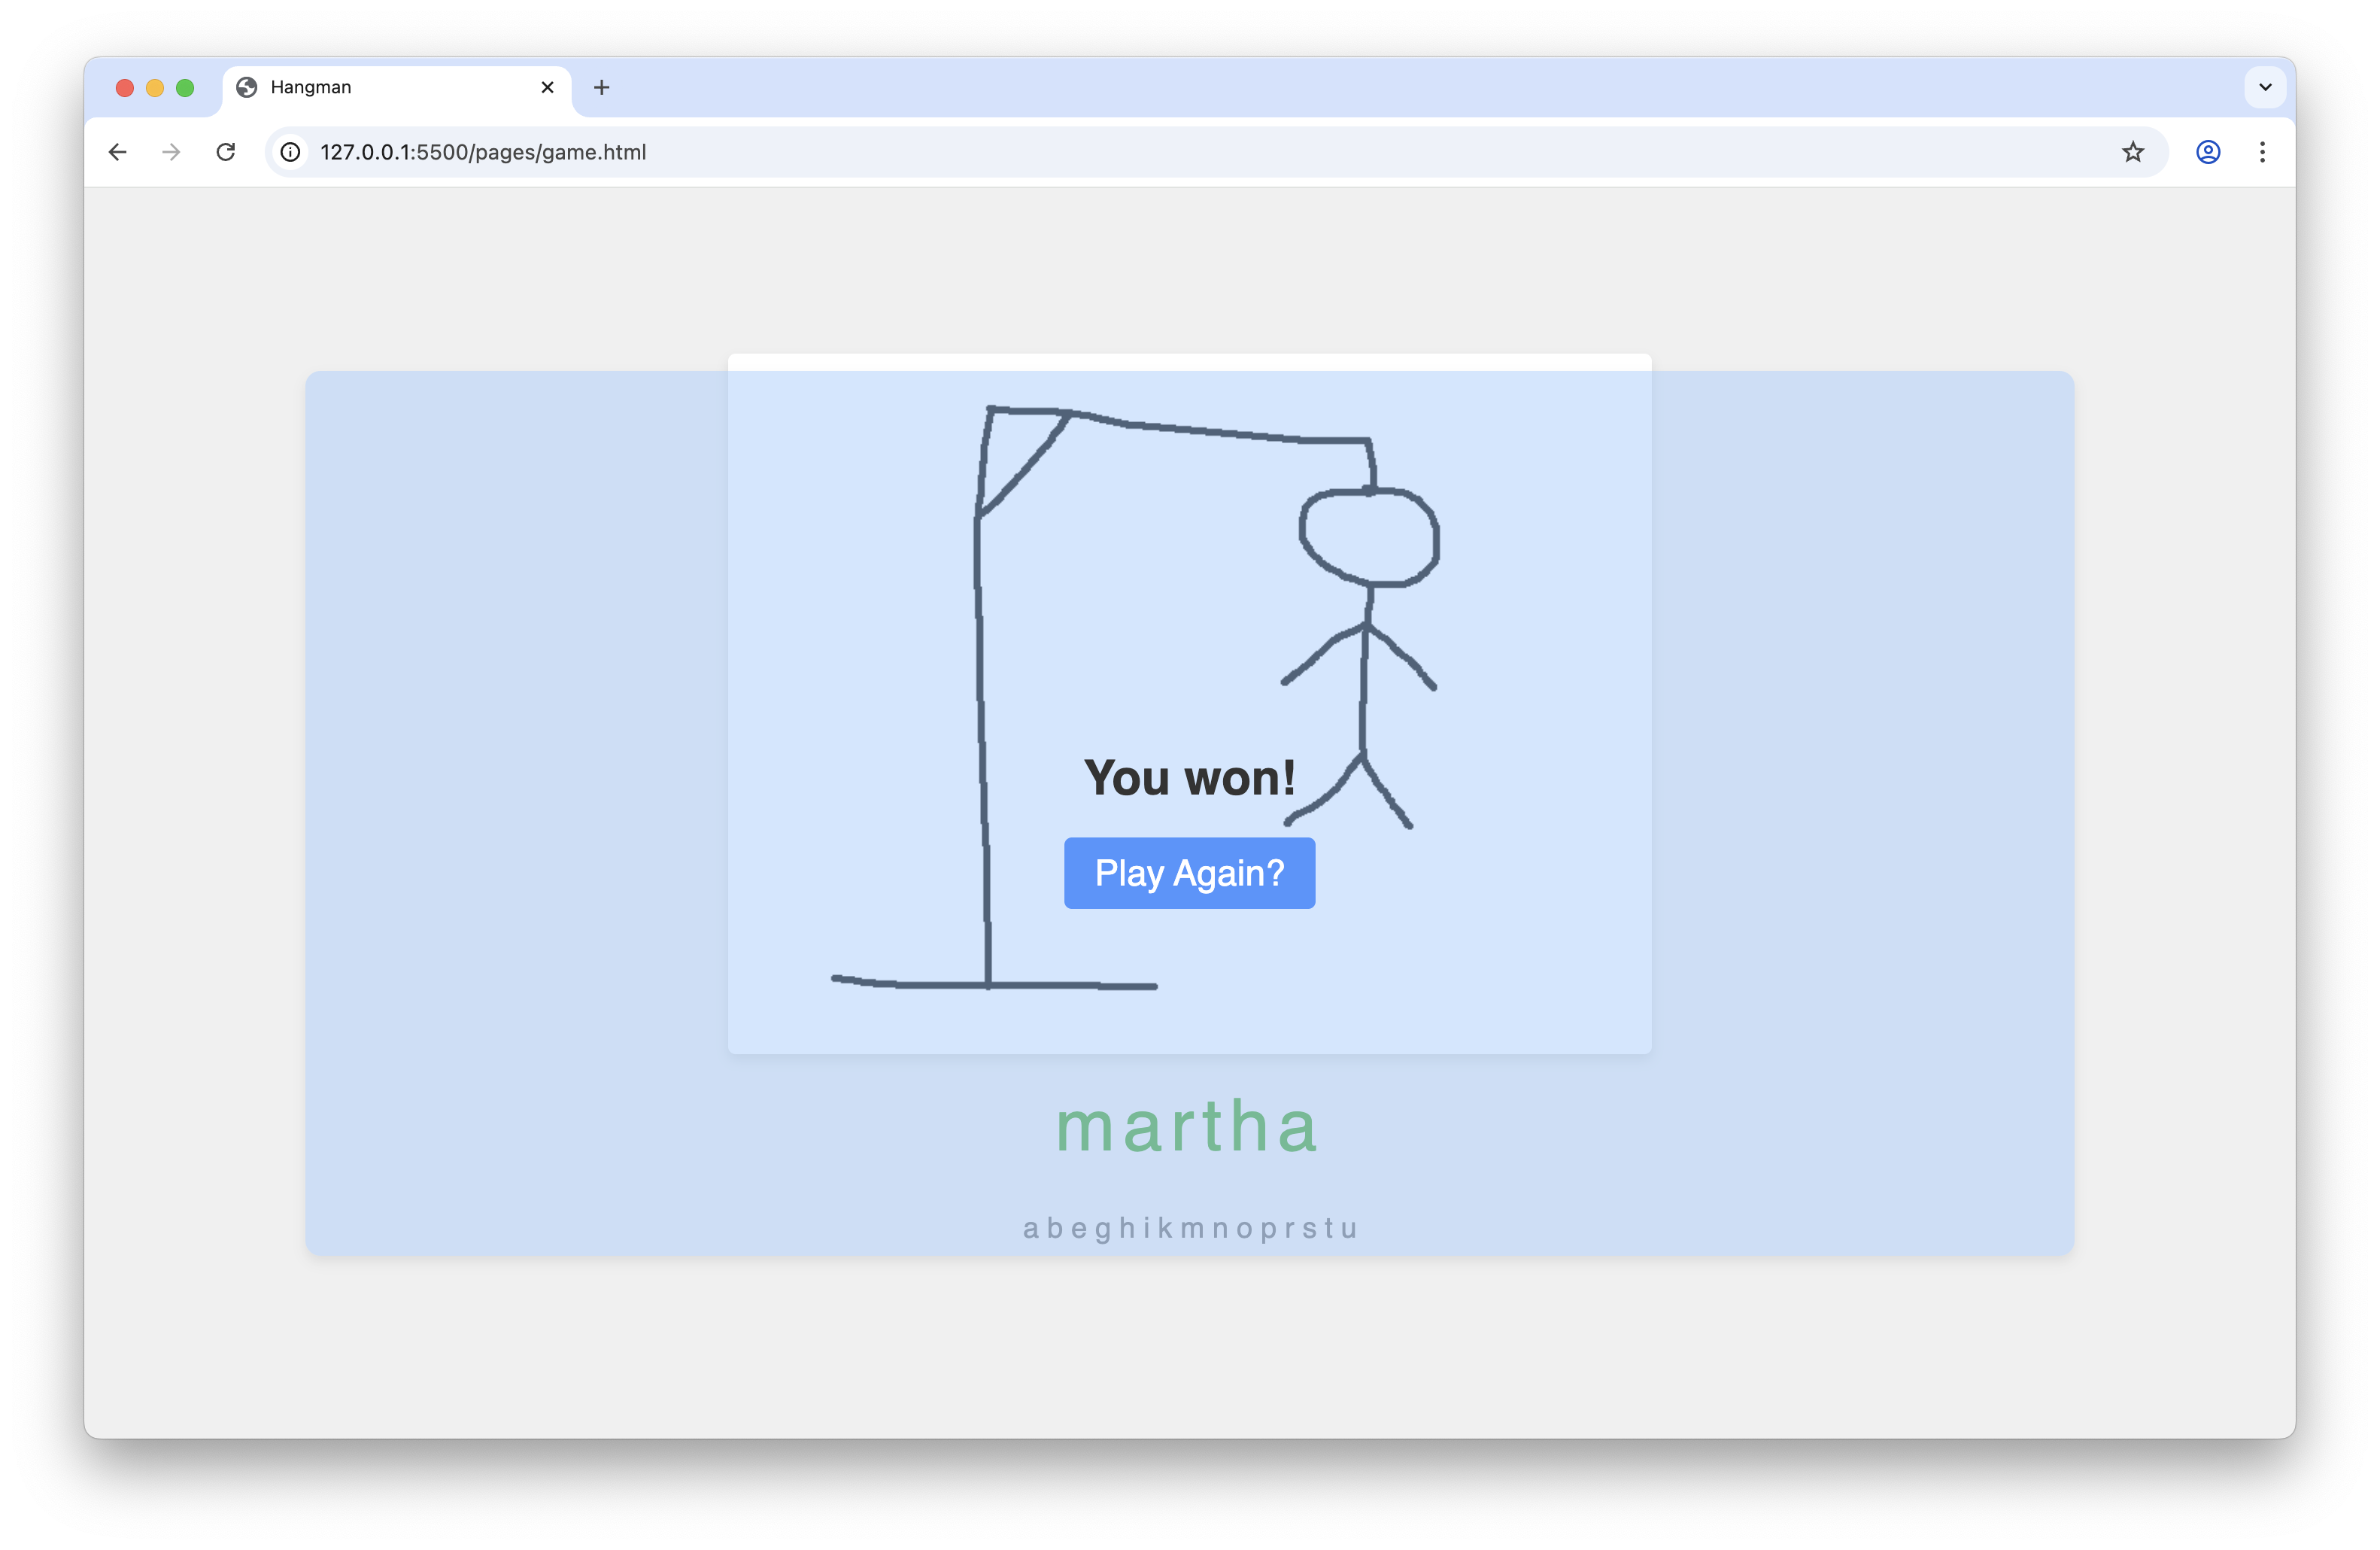 Hangman
127.0.0.1:5500/pages/game.html
You won!
Play Again?
martha
a b e g h i k m n o p r s t u